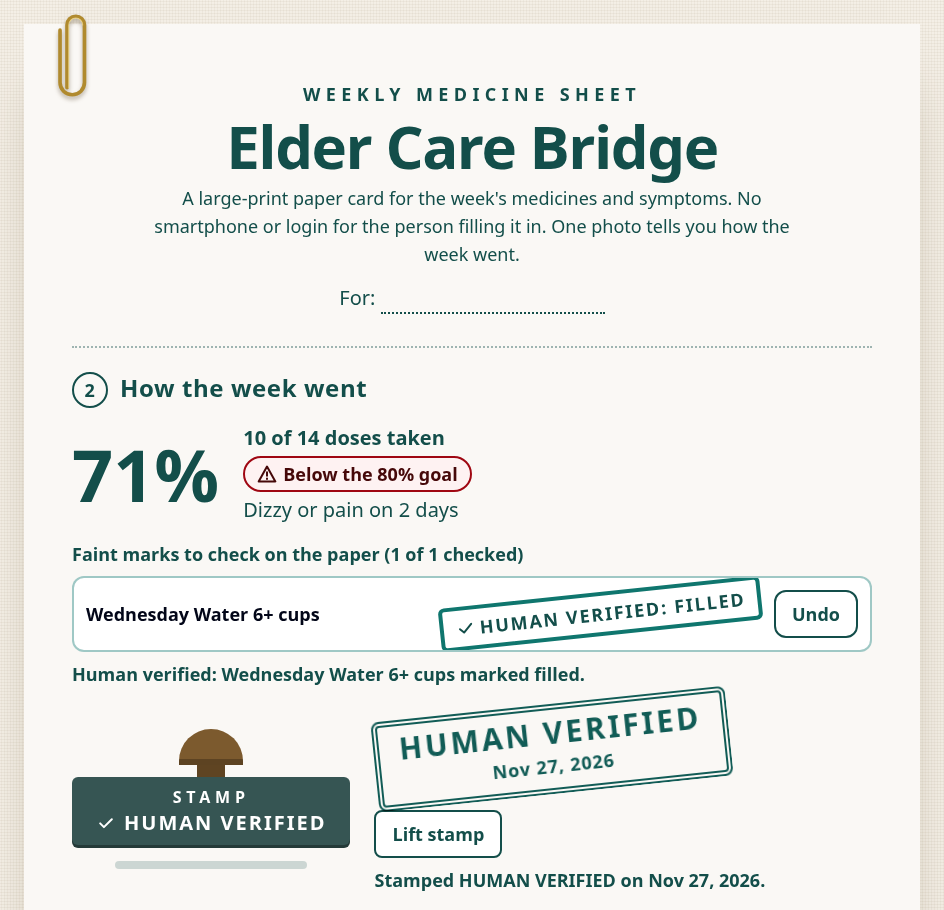 WEEKLY MEDICINE SHEET
Elder Care Bridge
A large-print paper card for the week's medicines and symptoms. No
smartphone or login for the person filling it in. One photo tells you how the
week went.
For:
2 How the week went
71%
10 of 14 doses taken
Below the 80% goal
Dizzy or pain on 2 days
Faint marks to check on the paper (1 of 1 checked)
Wednesday Water 6+ cups
✓ HUMAN VERIFIED: FILLED
Undo
Human verified: Wednesday Water 6+ cups marked filled.
STAMP
✓ HUMAN VERIFIED
HUMAN VERIFIED
Nov 27, 2026
Lift stamp
Stamped HUMAN VERIFIED on Nov 27, 2026.